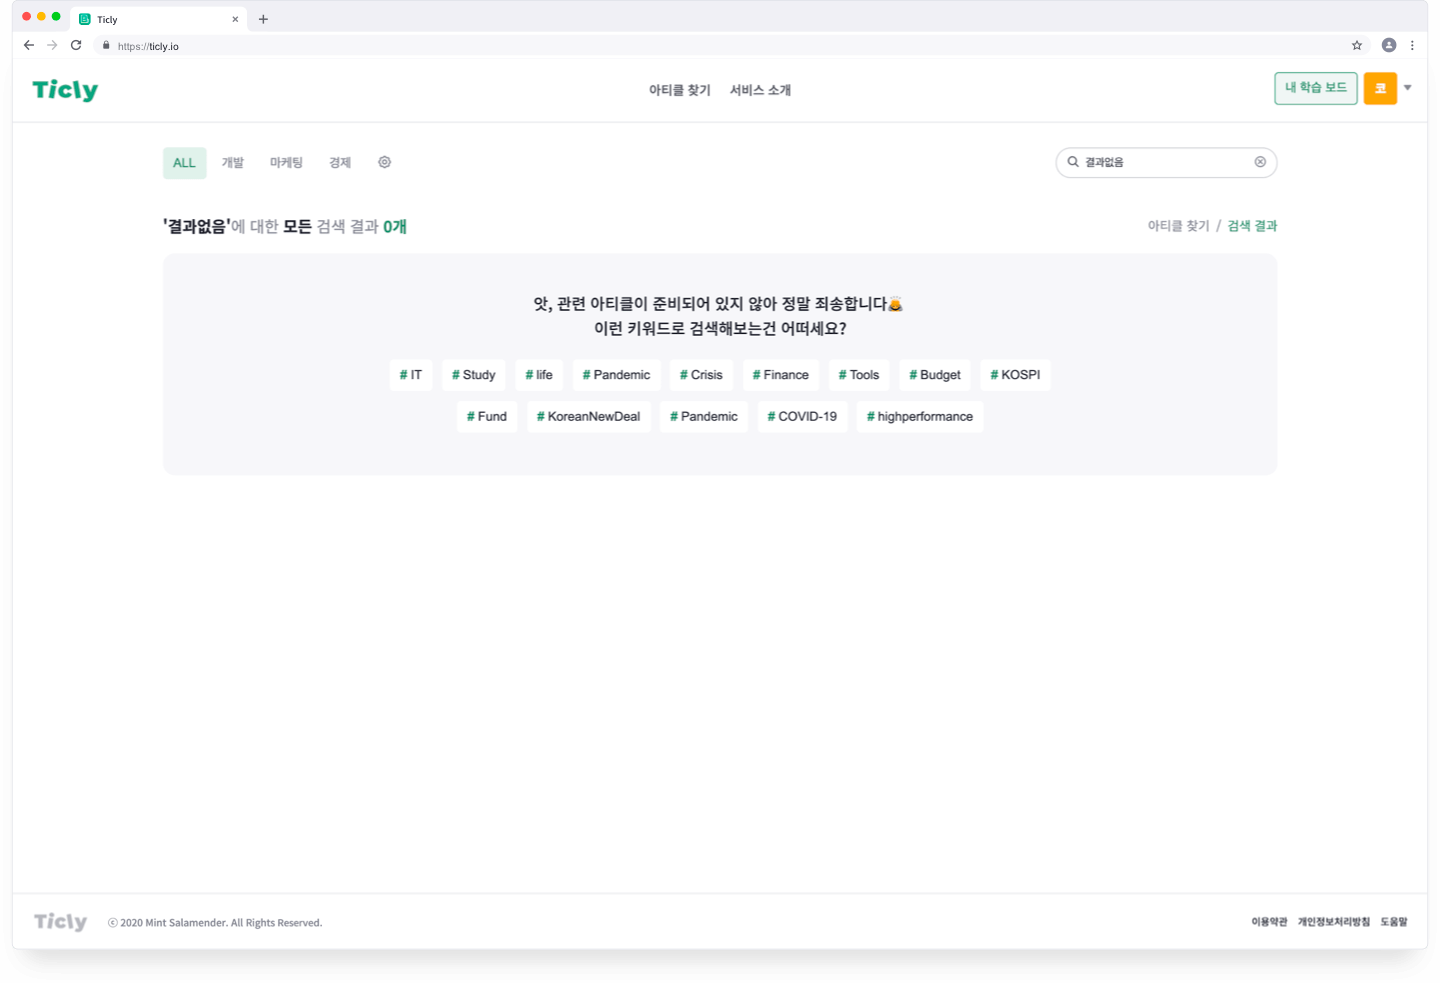 Ticly
https://ticly.io
Ticly
아티클 찾기 서비스 소개
내 학습 보드 코
ALL 개발 마케팅 경제
결과없음
'결과없음'에 대한 모든 검색 결과 0개
아티클 찾기 / 검색 결과
앗, 관련 아티클이 준비되어 있지 않아 정말 죄송합니다🙇
이런 키워드로 검색해보는건 어떠세요?
# IT # Study # life # Pandemic # Crisis # Finance # Tools # Budget # KOSPI
# Fund # KoreanNewDeal # Pandemic # COVID-19 # highperformance
Ticly
ⓒ 2020 Mint Salamender. All Rights Reserved.
이용약관 개인정보처리방침 도움말